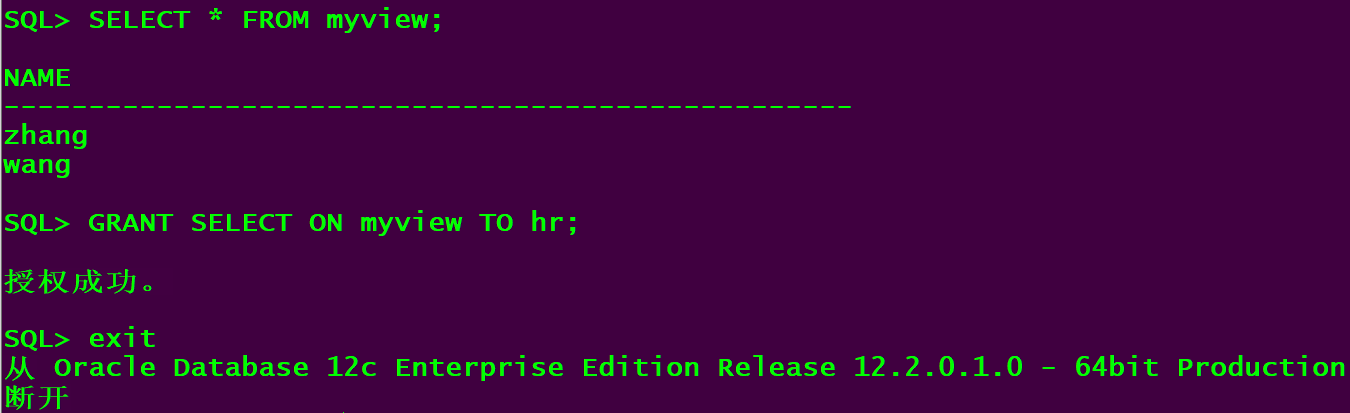 SQL> SELECT * FROM myview;
NAME
--------------------------------------------------
zhang
wang
SQL> GRANT SELECT ON myview TO hr;
授权成功。
SQL> exit
从 Oracle Database 12c Enterprise Edition Release 12.2.0.1.0 - 64bit Production
断开